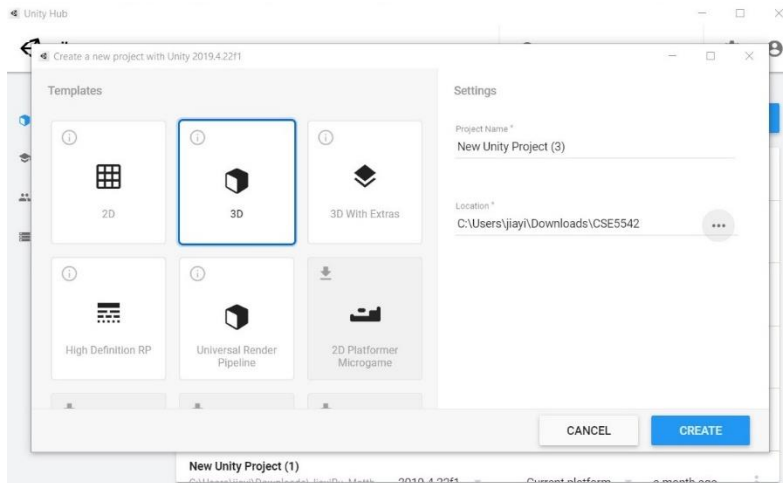 Unity Hub
Create a new project with Unity 2019.4.22f1
Templates
Settings
2D
3D
3D With Extras
High Definition RP
Universal Render
Pipeline
2D Platformer
Microgame
Project Name *
New Unity Project (3)
Location *
C:\Users\jiayi\Downloads\CSE5542
CANCEL
CREATE
New Unity Project (1)
2019.4.22f1
Current platform
a month ago